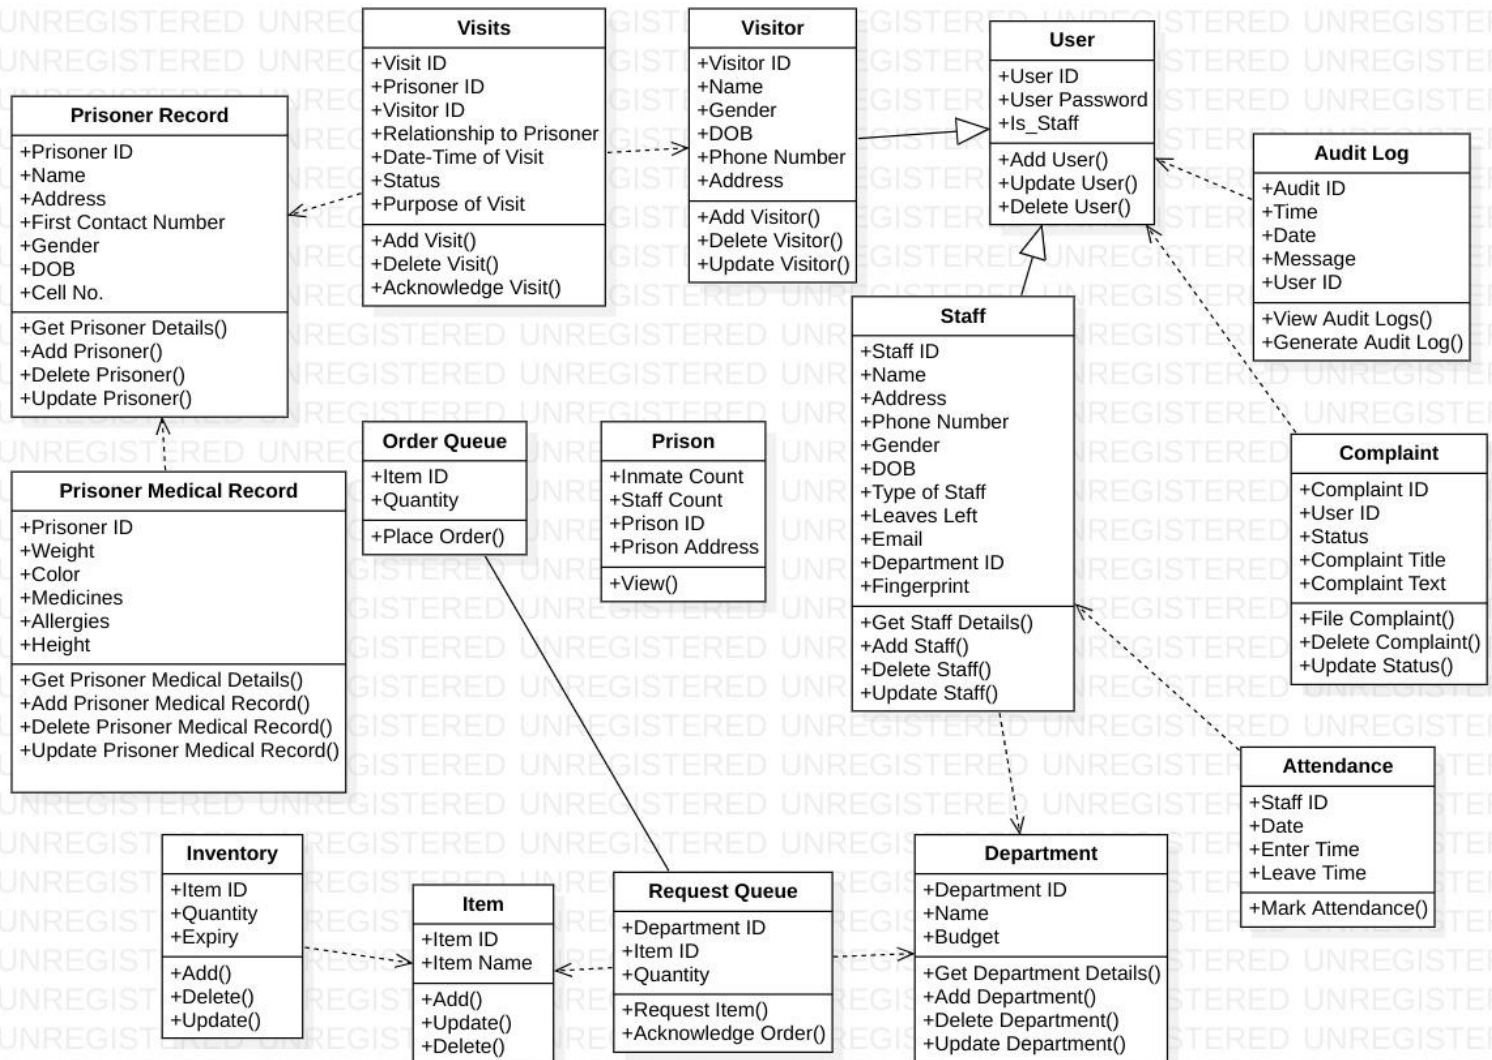 Visits
+Visit ID
+Prisoner ID
+Visitor ID
+Relationship to Prisoner
+Date-Time of Visit
+Status
+Purpose of Visit
+Add Visit()
+Delete Visit()
+Acknowledge Visit()
Visitor
+Visitor ID
+Name
+Gender
+DOB
+Phone Number
+Address
+Add Visitor()
+Delete Visitor()
+Update Visitor()
User
+User ID
+User Password
+Is_Staff
+Add User()
+Update User()
+Delete User()
Prisoner Record
+Prisoner ID
+Name
+Address
+First Contact Number
+Gender
+DOB
+Cell No.
+Get Prisoner Details()
+Add Prisoner()
+Delete Prisoner()
+Update Prisoner()
Audit Log
+Audit ID
+Time
+Date
+Message
+User ID
+View Audit Logs()
+Generate Audit Log()
Staff
+Staff ID
+Name
+Address
+Phone Number
+Gender
+DOB
+Type of Staff
+Leaves Left
+Email
+Department ID
+Fingerprint
+Get Staff Details()
+Add Staff()
+Delete Staff()
+Update Staff()
Order Queue
+Item ID
+Quantity
+Place Order()
Prison
+Inmate Count
+Staff Count
+Prison ID
+Prison Address
+View()
Complaint
+Complaint ID
+User ID
+Status
+Complaint Title
+Complaint Text
+File Complaint()
+Delete Complaint()
+Update Status()
Prisoner Medical Record
+Prisoner ID
+Weight
+Color
+Medicines
+Allergies
+Height
+Get Prisoner Medical Details()
+Add Prisoner Medical Record()
+Delete Prisoner Medical Record()
+Update Prisoner Medical Record()
Attendance
+Staff ID
+Date
+Enter Time
+Leave Time
+Mark Attendance()
Inventory
+Item ID
+Quantity
+Expiry
+Add()
+Delete()
+Update()
Item
+Item ID
+Item Name
+Add()
+Update()
+Delete()
Request Queue
+Department ID
+Item ID
+Quantity
+Request Item()
+Acknowledge Order()
Department
+Department ID
+Name
+Budget
+Get Department Details()
+Add Department()
+Delete Department()
+Update Department()
UNREGISTERED UNREGISTERED UNREGISTERED